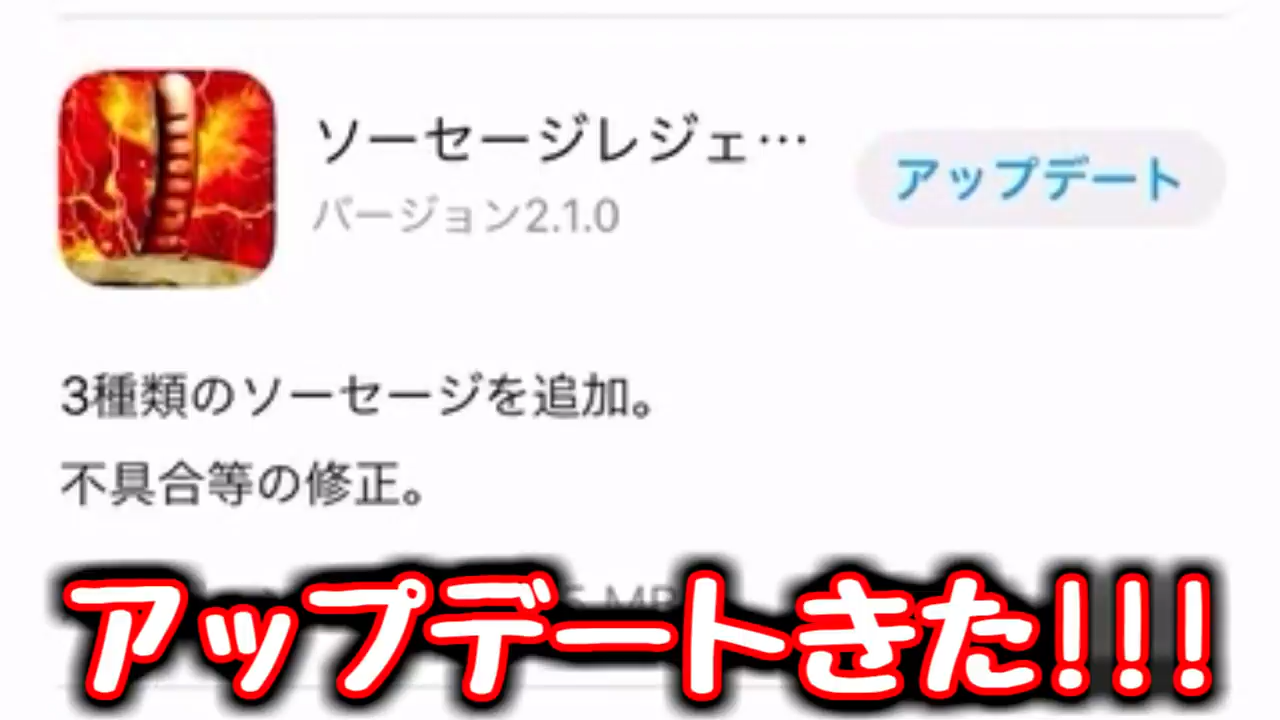 ソーセージレジェ…
アップデート
バージョン2.1.0
3種類のソーセージを追加。
不具合等の修正。
アップデートきた!!!